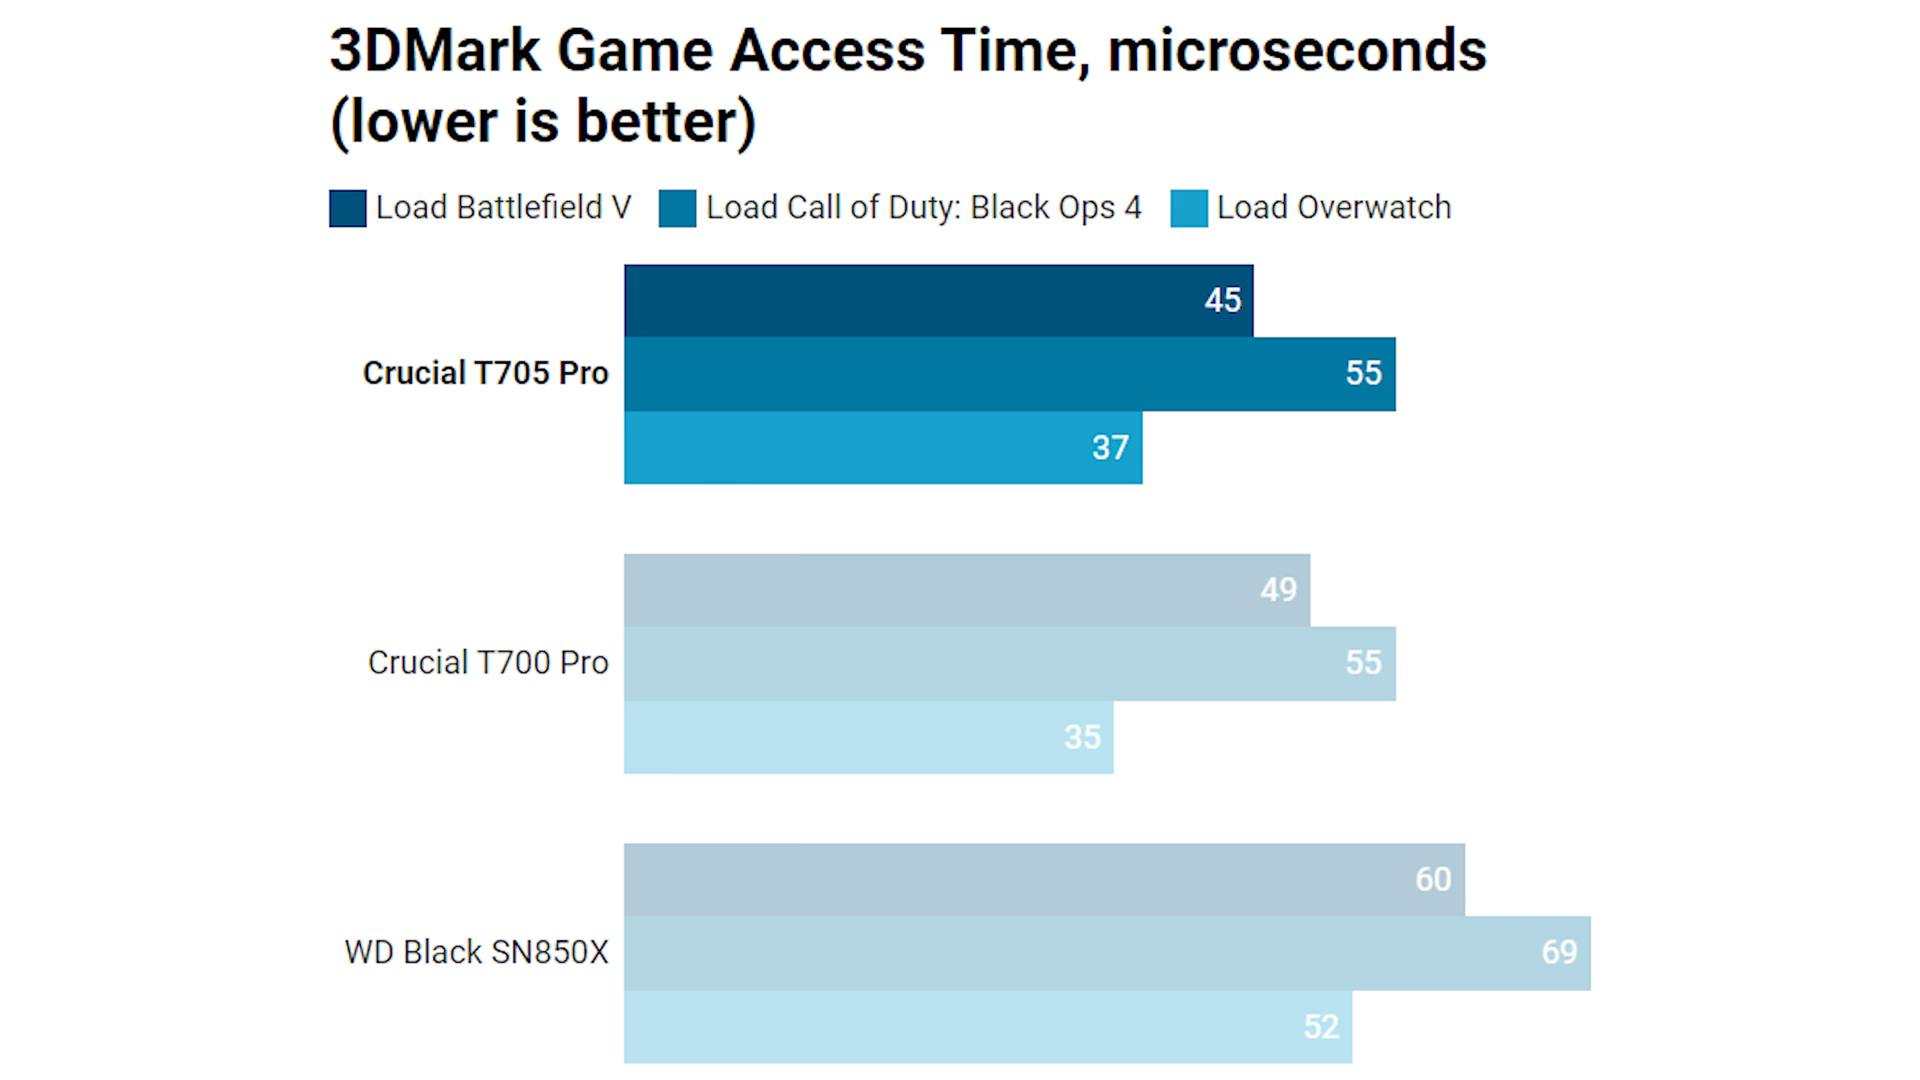 3DMark Game Access Time, microseconds
(lower is better)
Load Battlefield V Load Call of Duty: Black Ops 4 Load Overwatch
45
Crucial T705 Pro 55
37
49
Crucial T700 Pro 55
35
60
WD Black SN850X 69
52